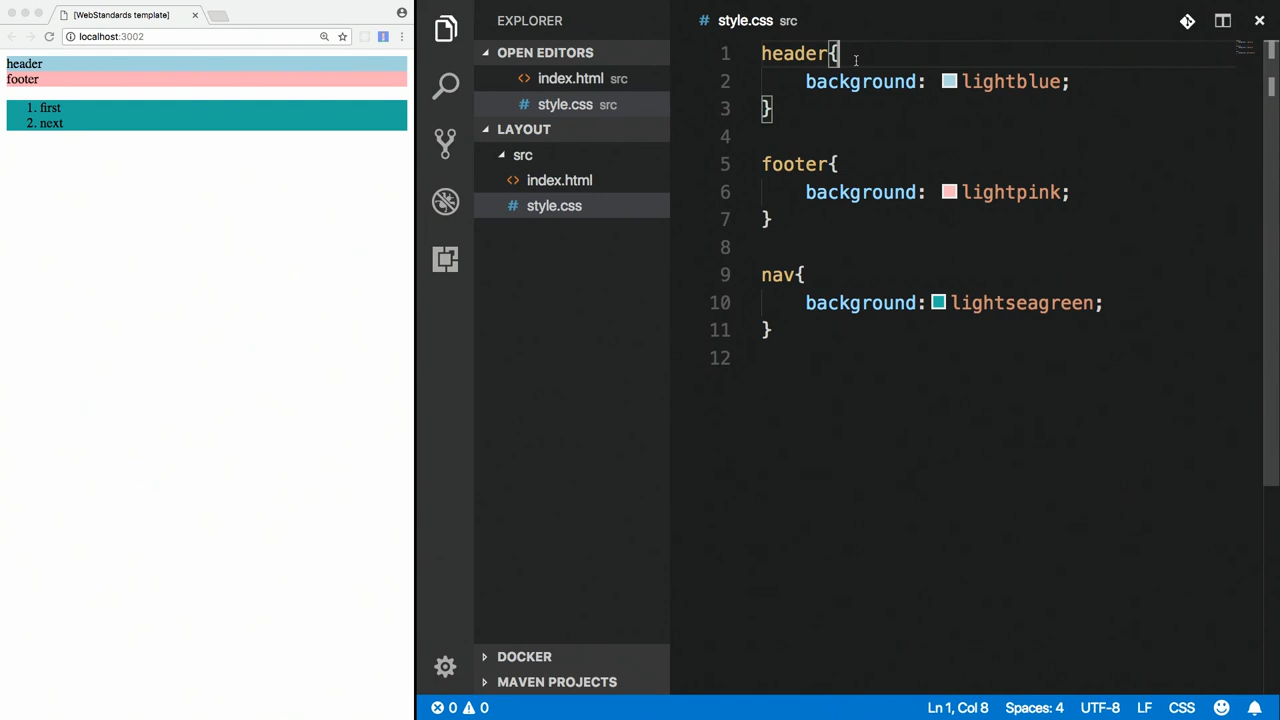 [WebStandards template]
localhost:3002
header
footer
1. first
2. next
EXPLORER
OPEN EDITORS
<> index.html src
# style.css src
LAYOUT
src
<> index.html
# style.css
DOCKER
MAVEN PROJECTS
# style.css src
1 header{
2 background: lightblue;
3 }
4
5 footer{
6 background: lightpink;
7 }
8
9 nav{
10 background: lightseagreen;
11 }
12
0 0 Ln 1, Col 8 Spaces: 4 UTF-8 LF CSS